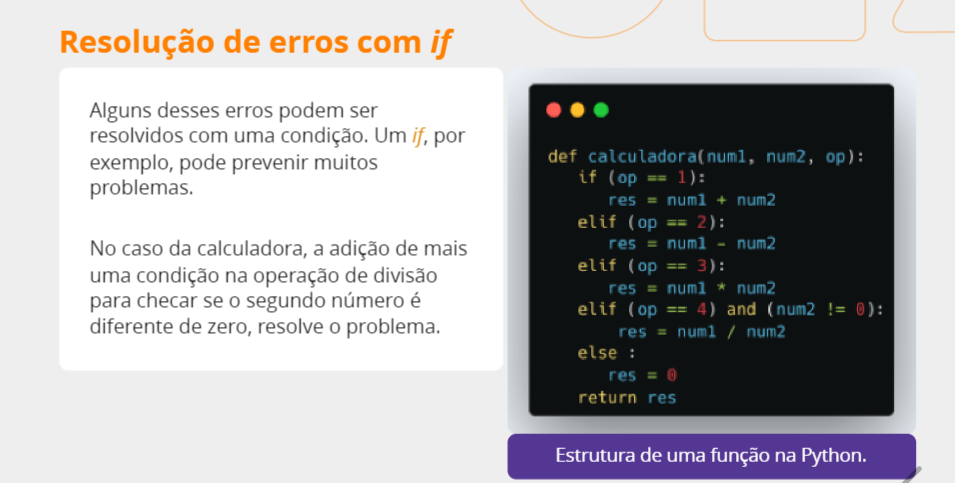 Resolução de erros com if
Alguns desses erros podem ser
resolvidos com uma condição. Um if, por
exemplo, pode prevenir muitos
problemas.
No caso da calculadora, a adição de mais
uma condição na operação de divisão
para checar se o segundo número é
diferente de zero, resolve o problema.
def calculadora(num1, num2, op):
if (op == 1):
res = num1 + num2
elif (op == 2):
res = num1 - num2
elif (op == 3):
res = num1 * num2
elif (op == 4) and (num2 != 0):
res = num1 / num2
else :
res = 0
return res
Estrutura de uma função na Python.